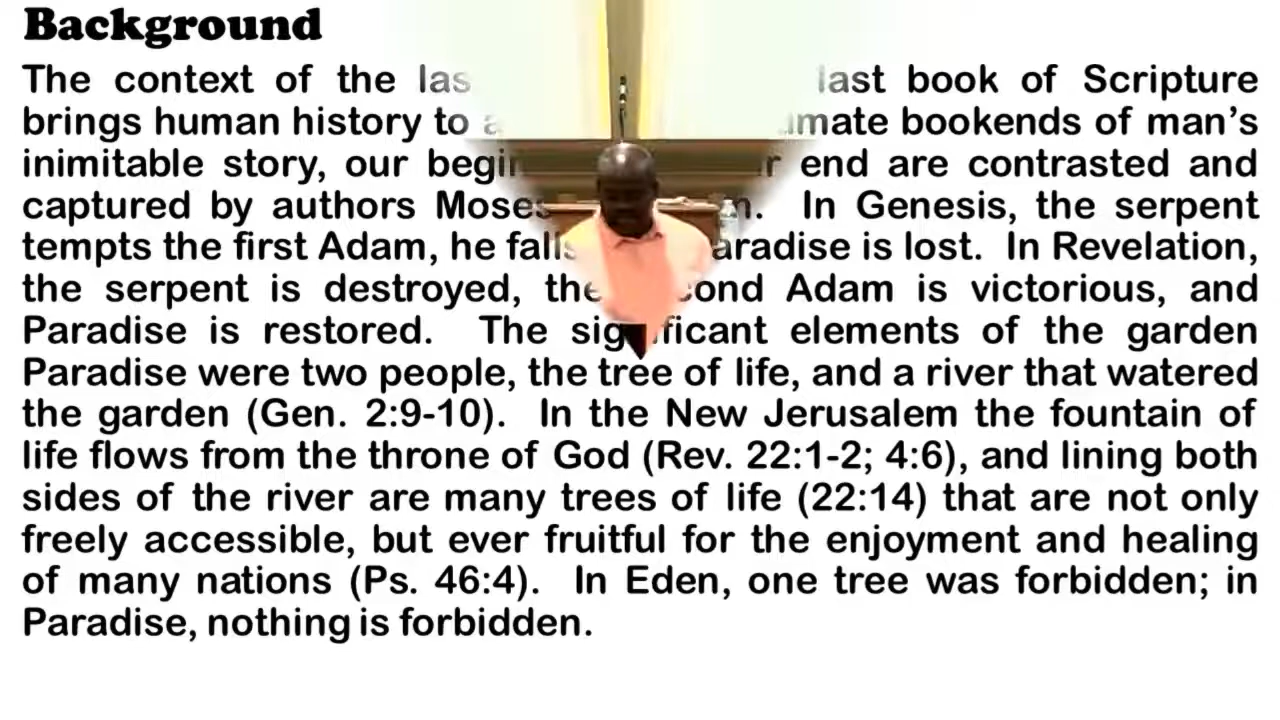 Background
The context of the las last book of Scripture
brings human history to a imate bookends of man's
inimitable story, our begin r end are contrasted and
captured by authors Moses n. In Genesis, the serpent
tempts the first Adam, he falls aradise is lost. In Revelation,
the serpent is destroyed, the cond Adam is victorious, and
Paradise is restored. The significant elements of the garden
Paradise were two people, the tree of life, and a river that watered
the garden (Gen. 2:9-10). In the New Jerusalem the fountain of
life flows from the throne of God (Rev. 22:1-2; 4:6), and lining both
sides of the river are many trees of life (22:14) that are not only
freely accessible, but ever fruitful for the enjoyment and healing
of many nations (Ps. 46:4). In Eden, one tree was forbidden; in
Paradise, nothing is forbidden.